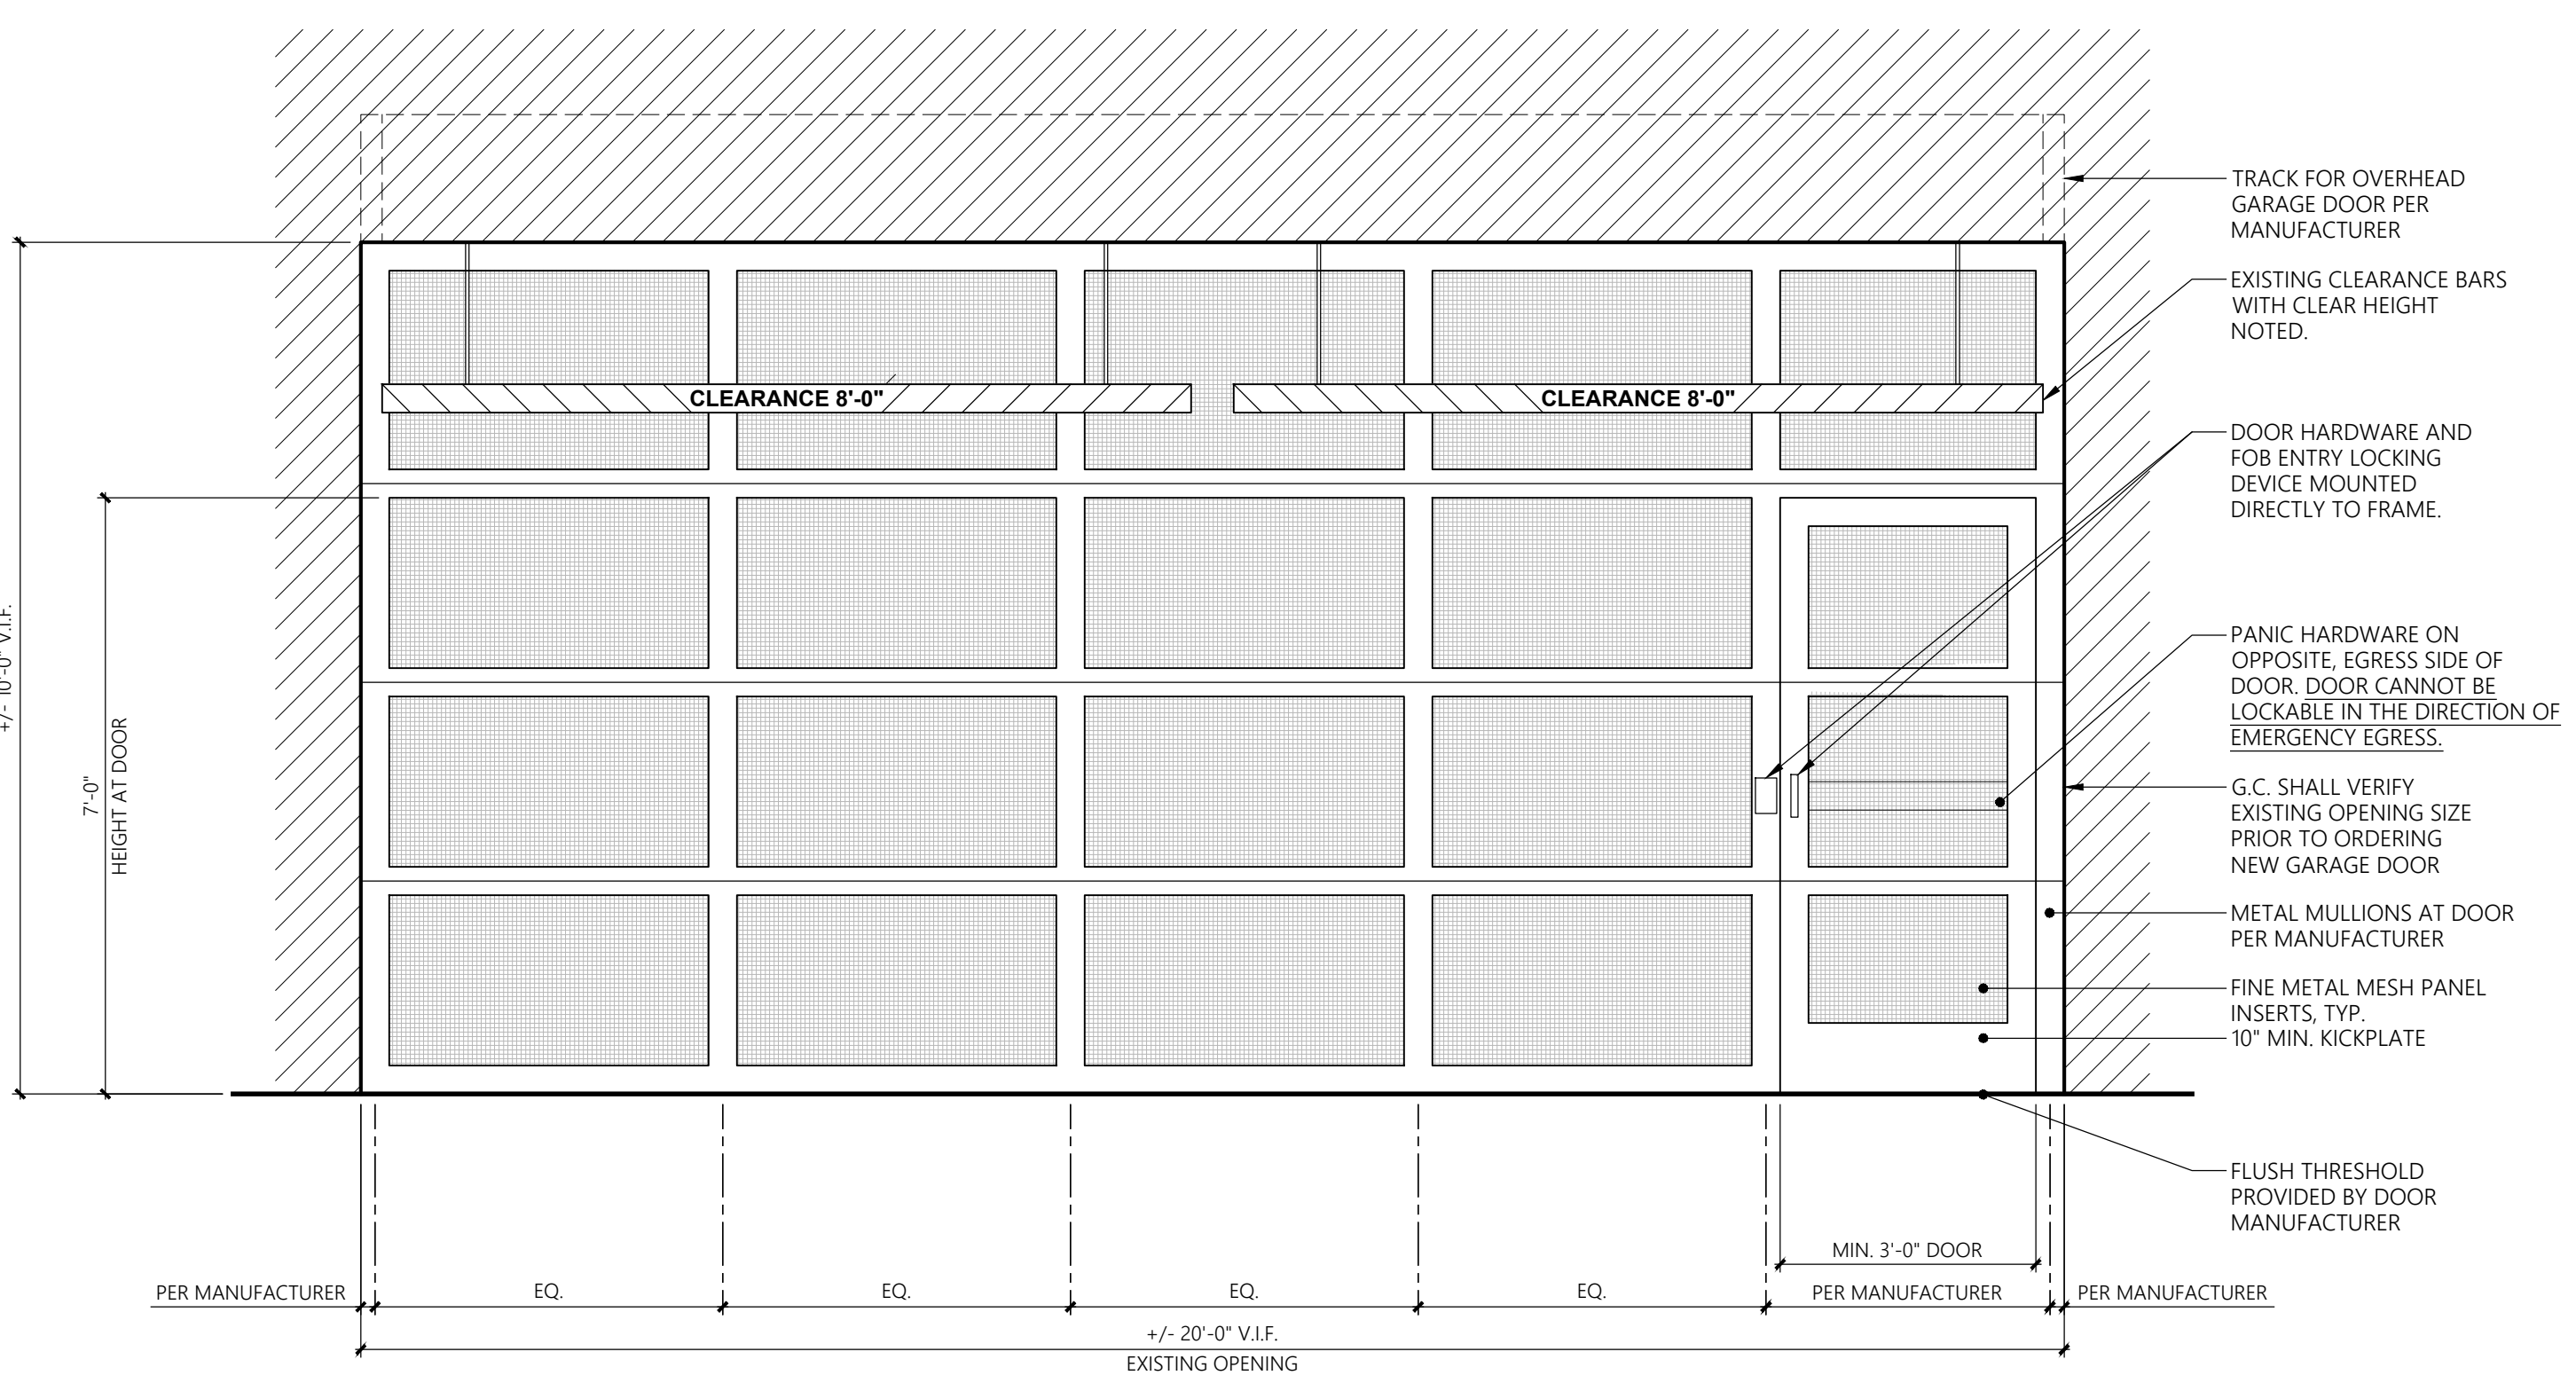 TRACK FOR OVERHEAD
GARAGE DOOR PER
MANUFACTURER
EXISTING CLEARANCE BARS
WITH CLEAR HEIGHT
NOTED.
CLEARANCE 8'-0"
CLEARANCE 8'-0"
DOOR HARDWARE AND
FOB ENTRY LOCKING
DEVICE MOUNTED
DIRECTLY TO FRAME.
+/- 10'-0" V.I.F.
7'-0"
HEIGHT AT DOOR
PANIC HARDWARE ON
OPPOSITE, EGRESS SIDE OF
DOOR. DOOR CANNOT BE
LOCKABLE IN THE DIRECTION OF
EMERGENCY EGRESS.
G.C. SHALL VERIFY
EXISTING OPENING SIZE
PRIOR TO ORDERING
NEW GARAGE DOOR
METAL MULLIONS AT DOOR
PER MANUFACTURER
FINE METAL MESH PANEL
INSERTS, TYP.
10" MIN. KICKPLATE
FLUSH THRESHOLD
PROVIDED BY DOOR
MANUFACTURER
MIN. 3'-0" DOOR
PER MANUFACTURER
EQ.
EQ.
EQ.
EQ.
PER MANUFACTURER
PER MANUFACTURER
+/- 20'-0" V.I.F.
EXISTING OPENING